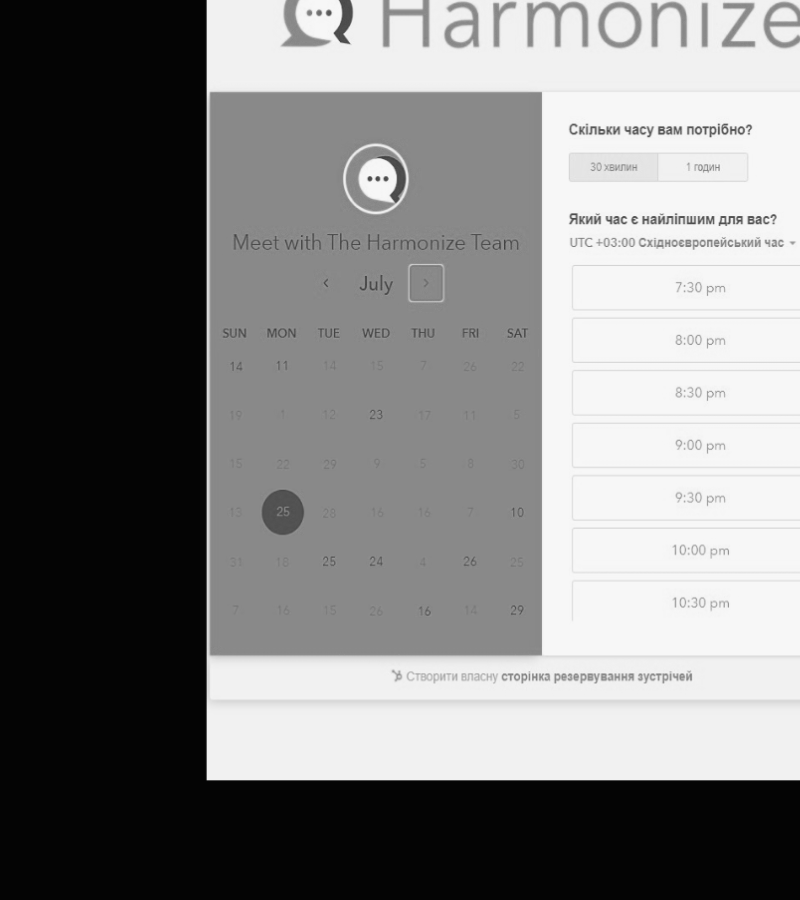 Harmonize
Meet with The Harmonize Team
July
SUN MON TUE WED THU FRI SAT
14 11 14 15 7 26 22
19 1 12 23 17 11 5
15 22 29 9 5 8 30
13 25 28 16 16 7 10
31 18 25 24 4 26 25
7 16 15 26 16 14 29
Скільки часу вам потрібно?
30 хвилин 1 годин
Який час є найліпшим для вас?
UTC +03:00 Східноєвропейський час
7:30 pm
8:00 pm
8:30 pm
9:00 pm
9:30 pm
10:00 pm
10:30 pm
Створити власну сторінка резервування зустрічей